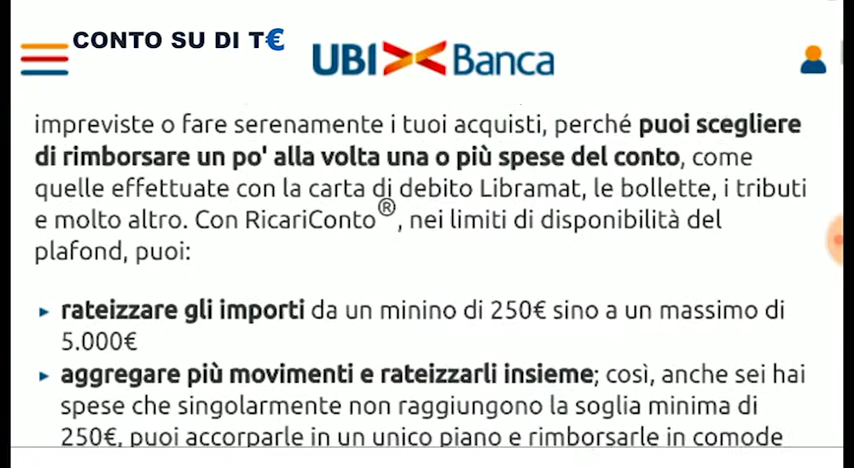 CONTO SU DI T€
UBI Banca
impreviste o fare serenamente i tuoi acquisti, perché puoi scegliere
di rimborsare un po' alla volta una o più spese del conto, come
quelle effettuate con la carta di debito Libramat, le bollette, i tributi
e molto altro. Con RicariConto®, nei limiti di disponibilità del
plafond, puoi:
▸ rateizzare gli importi da un minino di 250€ sino a un massimo di
5.000€
▸ aggregare più movimenti e rateizzarli insieme; così, anche sei hai
spese che singolarmente non raggiungono la soglia minima di
250€, puoi accorparle in un unico piano e rimborsarle in comode